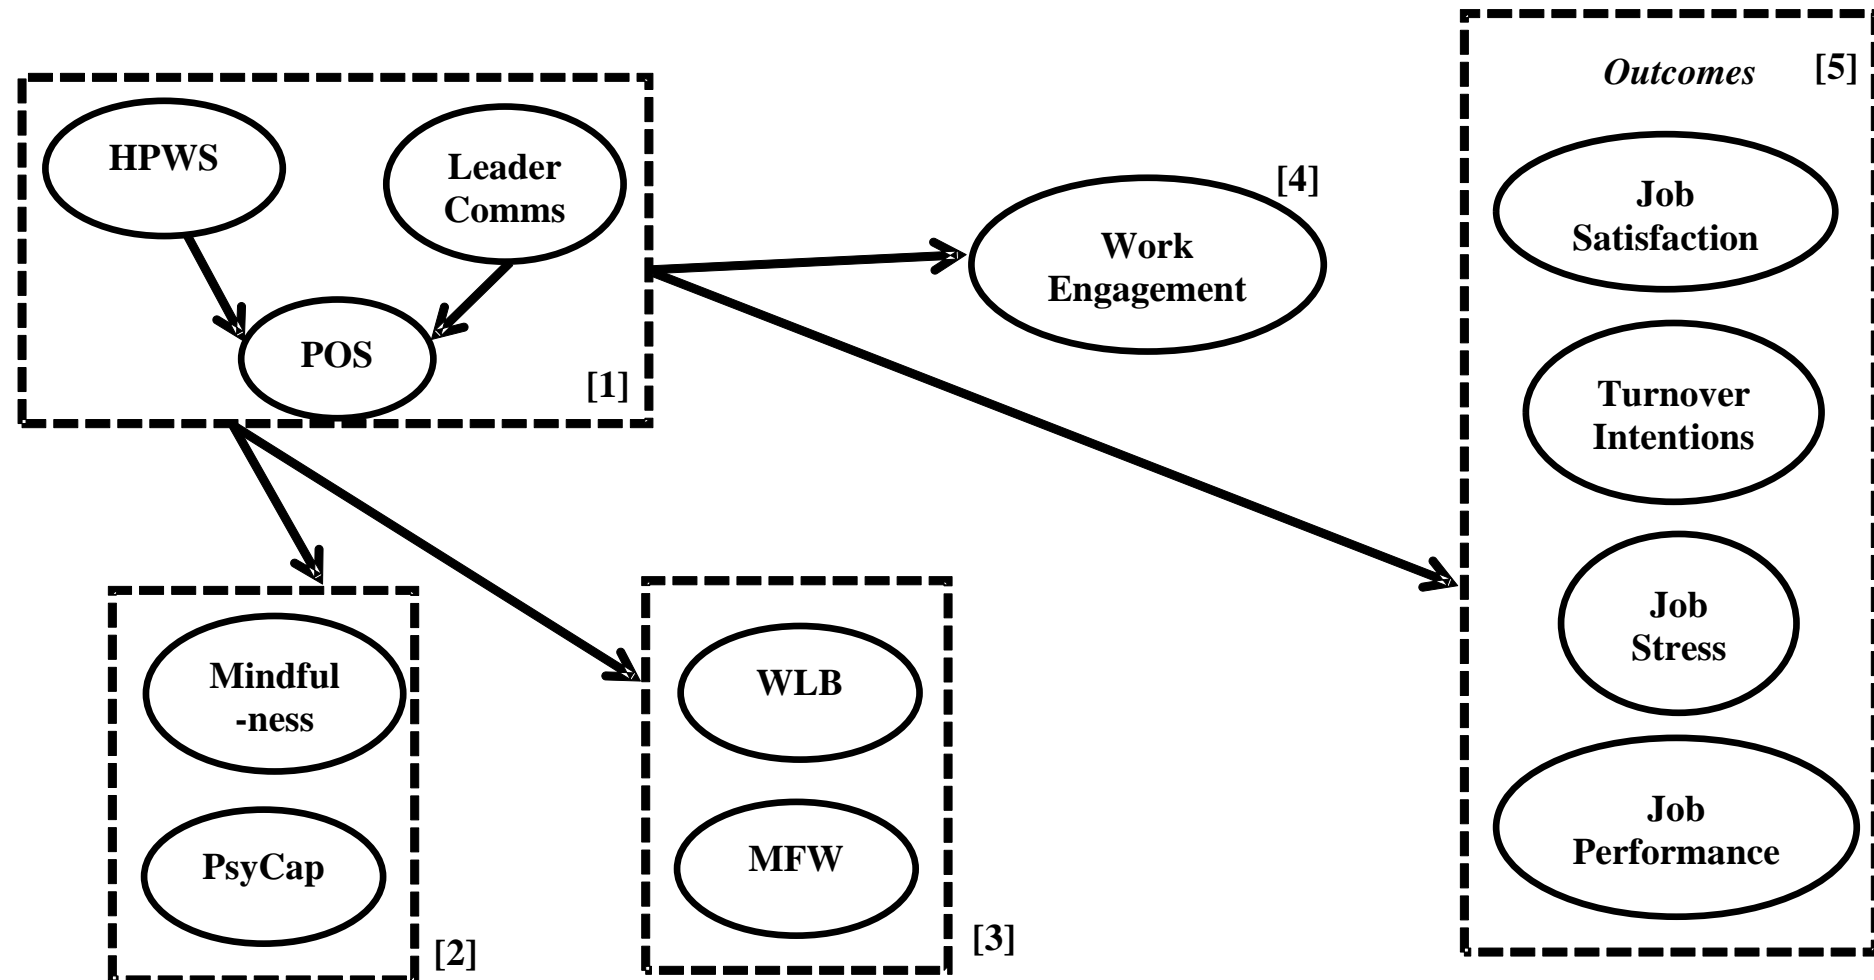 HPWS
Leader
Comms
POS
[1]
Work
Engagement
[4]
Outcomes
[5]
Job
Satisfaction
Turnover
Intentions
Job
Stress
Job
Performance
Mindful
-ness
PsyCap
[2]
WLB
MFW
[3]